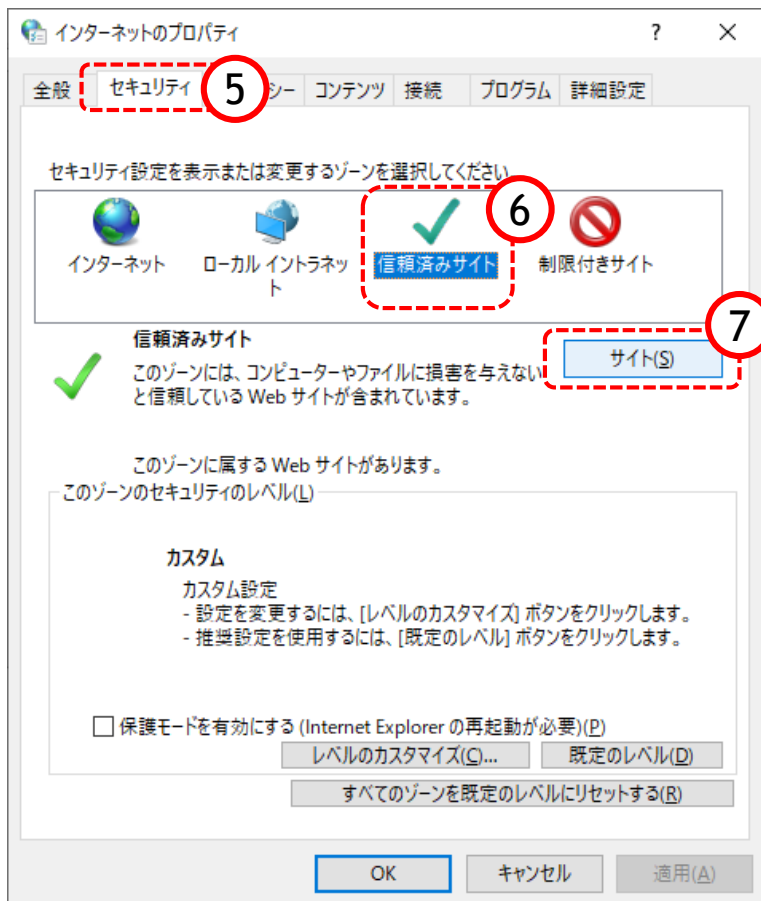 インターネットのプロパティ ? ×
全般 セキュリティ 5 シー コンテンツ 接続 プログラム 詳細設定
セキュリティ設定を表示または変更するゾーンを選択してください
6
インターネット
ローカル イントラネッ
ト
信頼済みサイト
制限付きサイト
7
信頼済みサイト
サイト(S)
このゾーンには、コンピューターやファイルに損害を与えない
と信頼している Web サイトが含まれています。
このゾーンに属する Web サイトがあります。
このゾーンのセキュリティのレベル(L)
カスタム
カスタム設定
- 設定を変更するには、[レベルのカスタマイズ] ボタンをクリックします。
- 推奨設定を使用するには、[既定のレベル] ボタンをクリックします。
保護モードを有効にする (Internet Explorer の再起動が必要)(P)
レベルのカスタマイズ(C)... 既定のレベル(D)
すべてのゾーンを既定のレベルにリセットする(R)
OK キャンセル 適用(A)